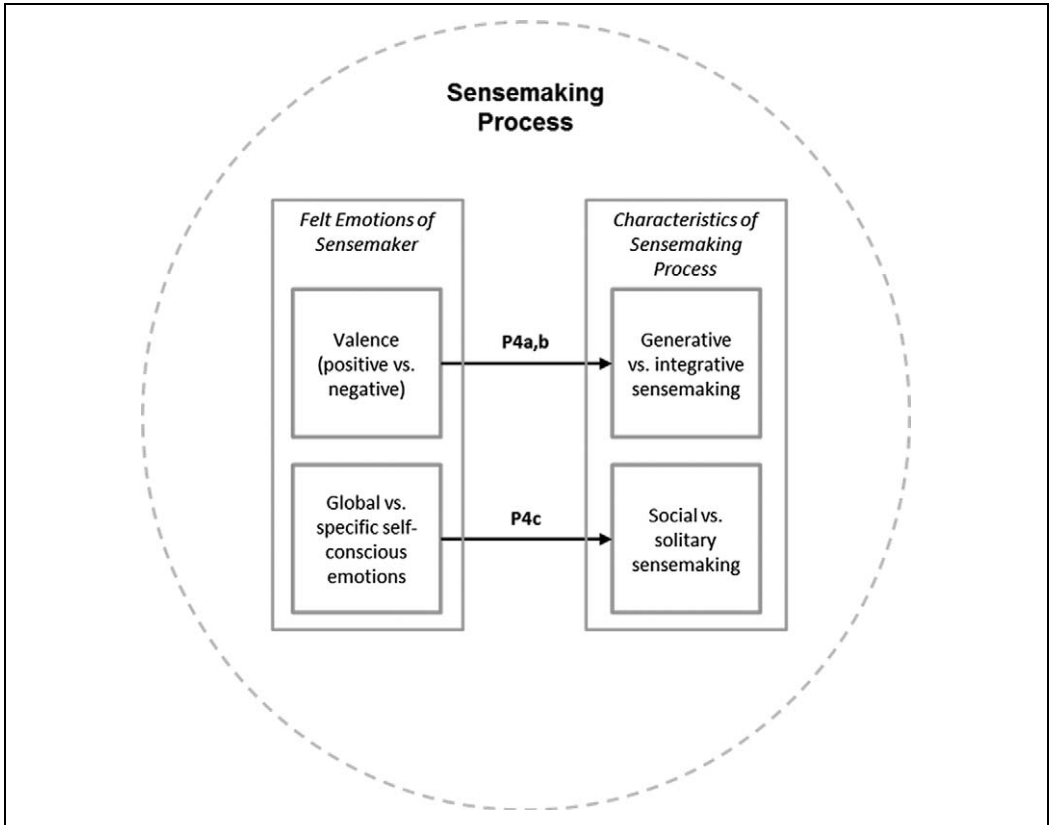 Sensemaking
Process
Felt Emotions of
Sensemaker
Characteristics of
Sensemaking
Process
Valence
(positive vs.
negative)
P4a,b
Generative
vs. integrative
sensemaking
Global vs.
specific self-
conscious
emotions
P4c
Social vs.
solitary
sensemaking